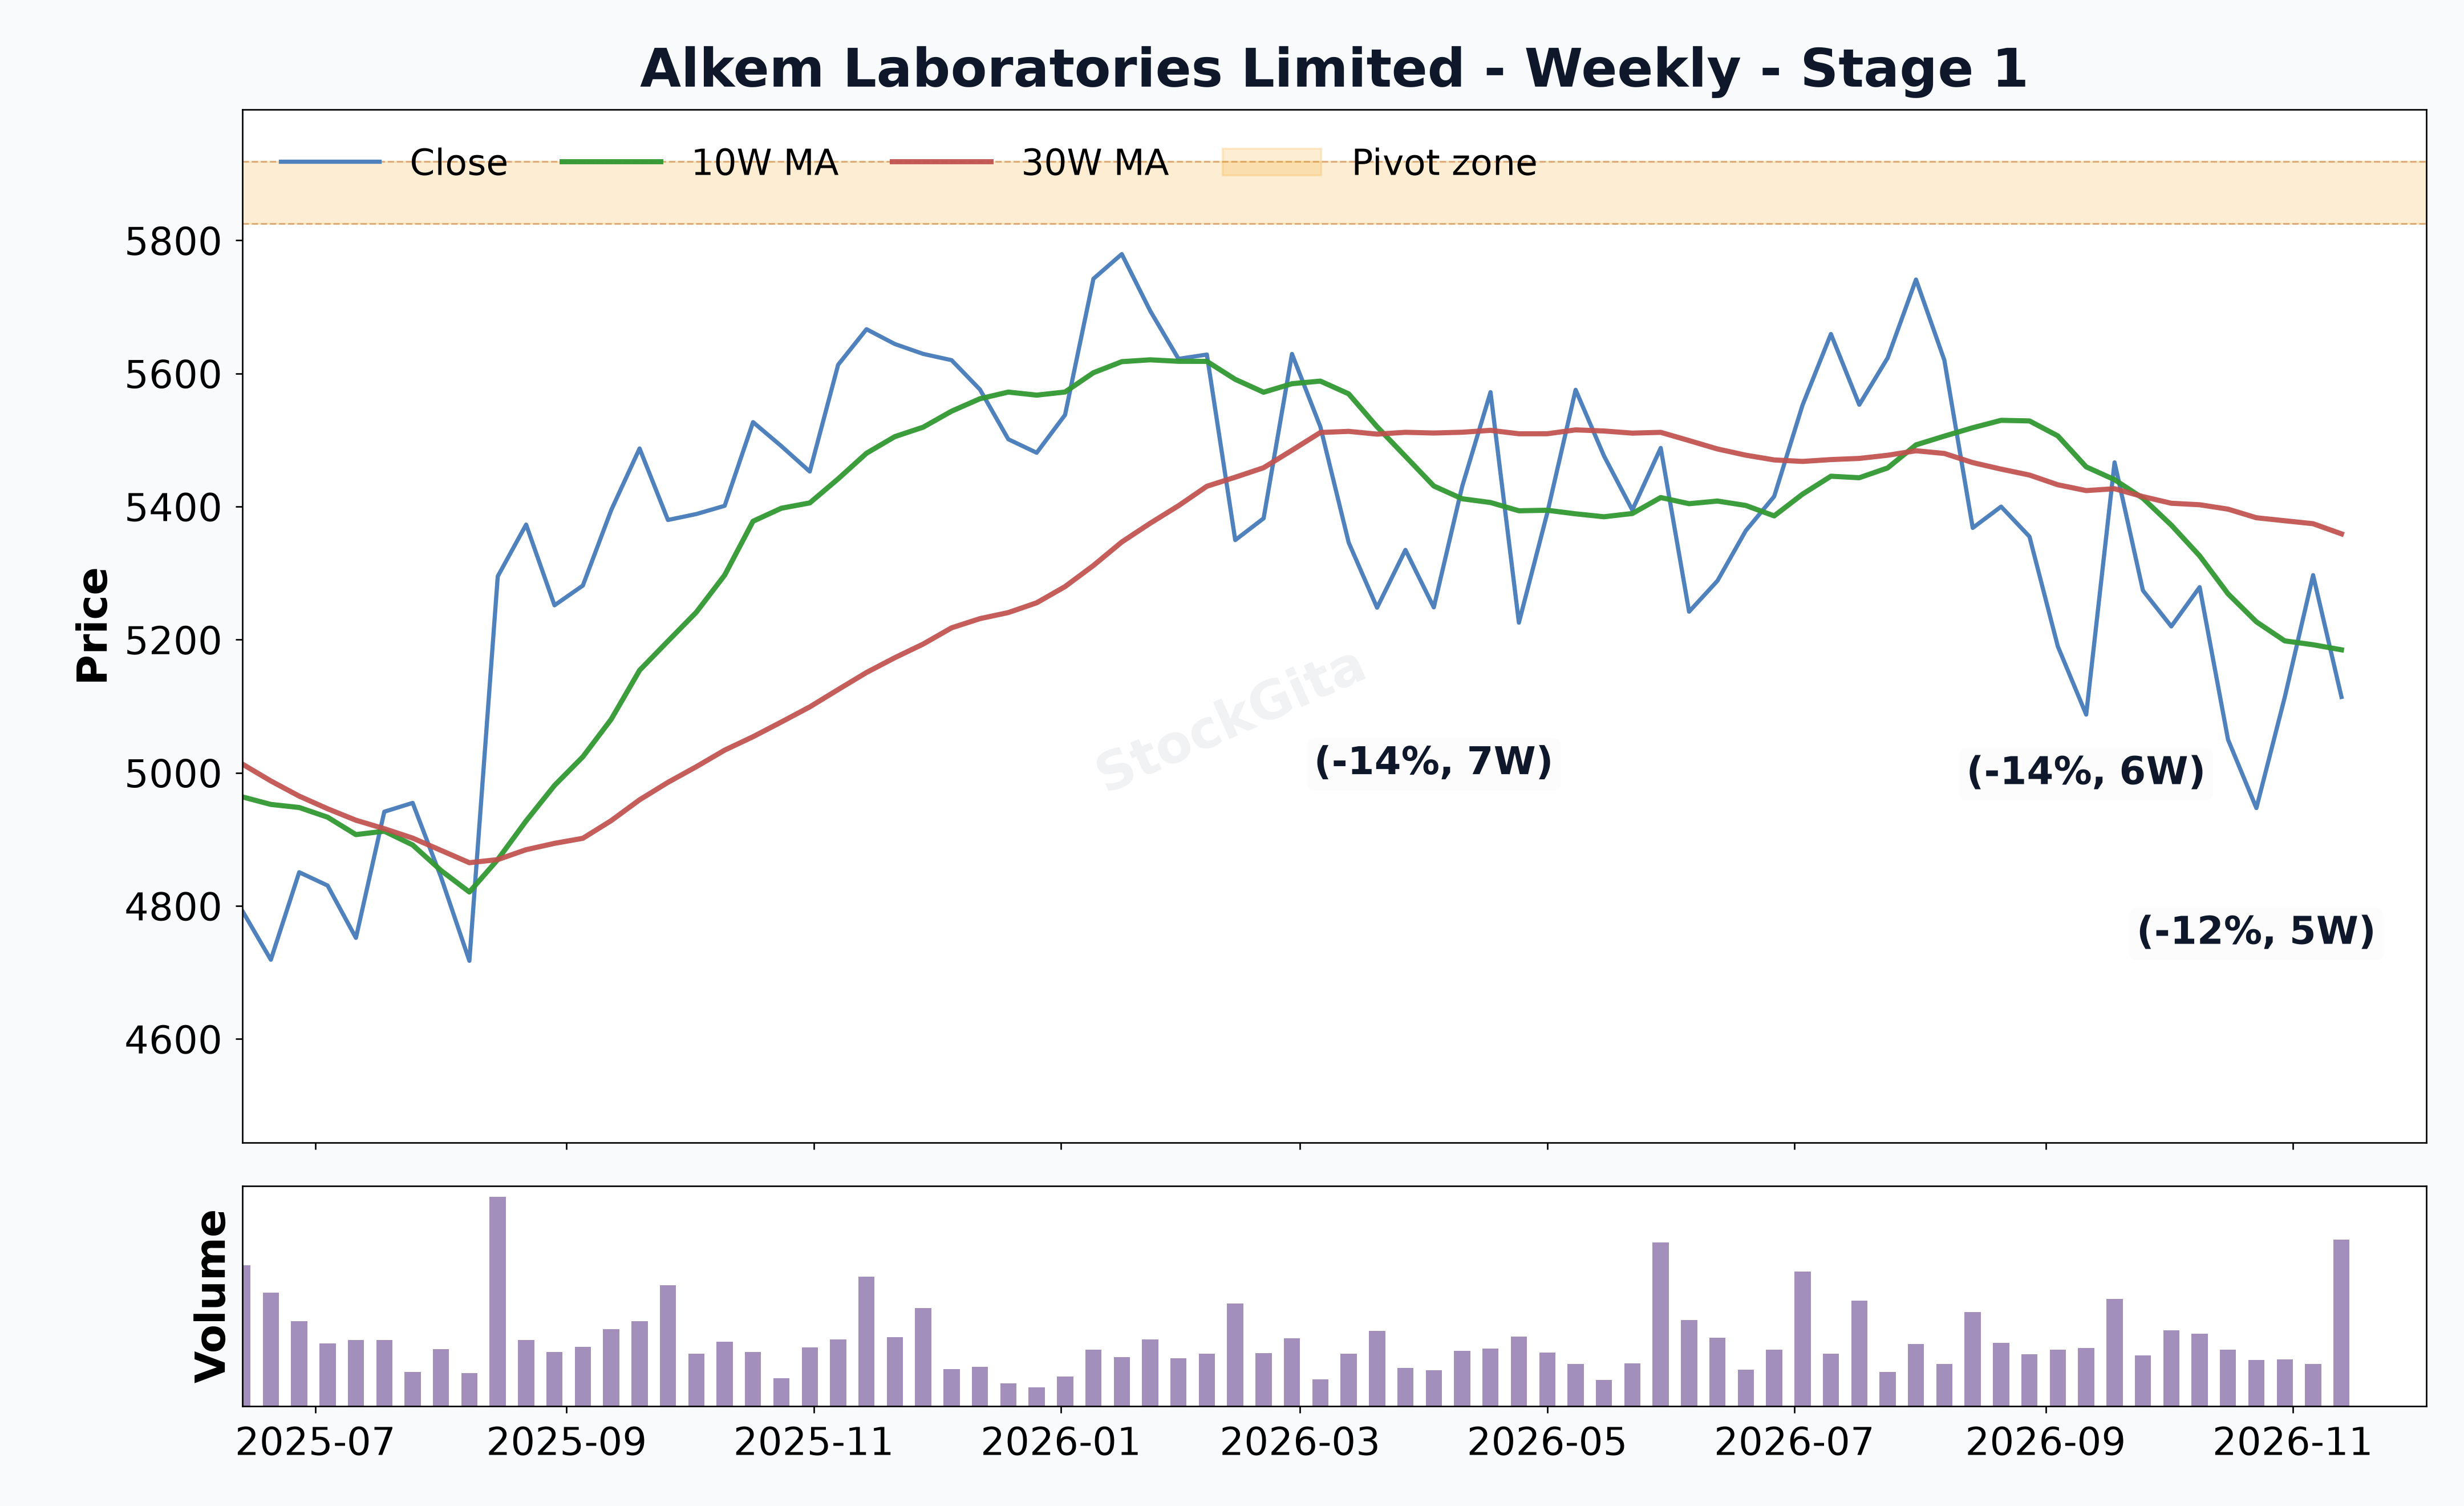 Alkem Laboratories Limited - Weekly - Stage 1
Close 10W MA 30W MA Pivot zone
Price
5800
5600
5400
5200
5000
4800
4600
StockGita
(-14%, 7W)
(-14%, 6W)
(-12%, 5W)
Volume
2025-07 2025-09 2025-11 2026-01 2026-03 2026-05 2026-07 2026-09 2026-11